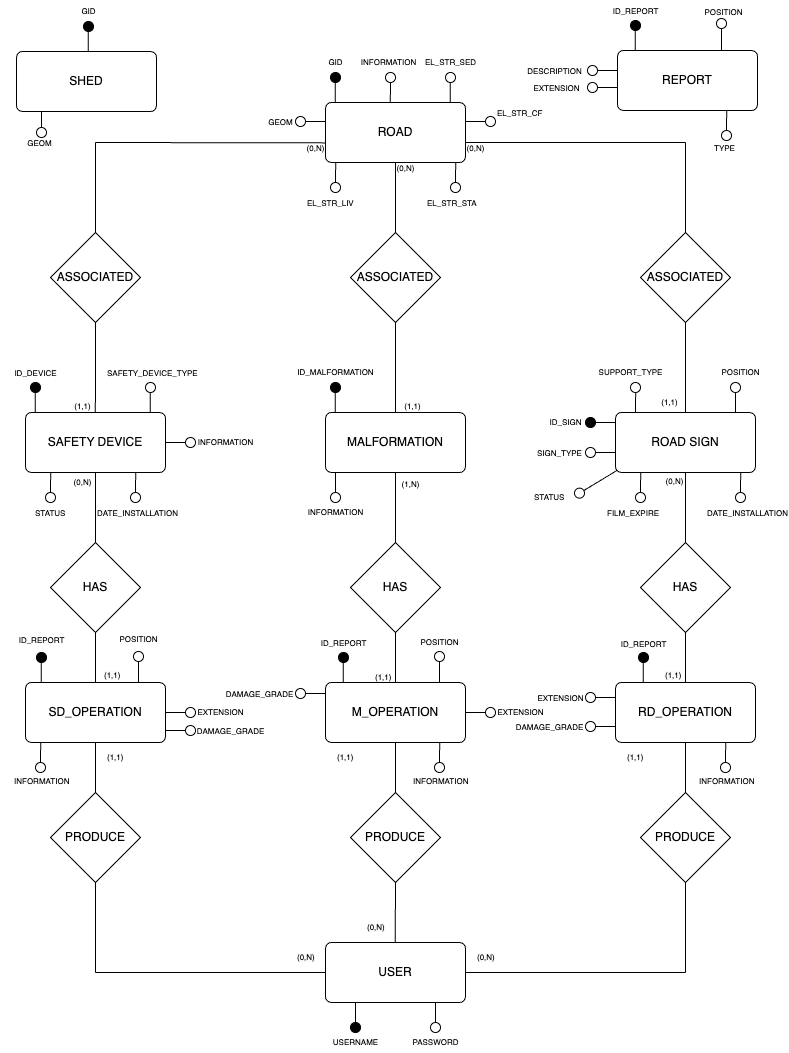 GID
ID_REPORT
POSITION
SHED
GEOM
GID
INFORMATION
EL_STR_SED
GEOM
ROAD
EL_STR_CF
(0,N)
(0,N)
(0,N)
EL_STR_LIV
EL_STR_STA
DESCRIPTION
EXTENSION
REPORT
TYPE
ASSOCIATED
ASSOCIATED
ASSOCIATED
ID_DEVICE
SAFETY_DEVICE_TYPE
(1,1)
SAFETY DEVICE
INFORMATION
(0,N)
STATUS
DATE_INSTALLATION
ID_MALFORMATION
(1,1)
MALFORMATION
(1,N)
INFORMATION
SUPPORT_TYPE
POSITION
(1,1)
ID_SIGN
SIGN_TYPE
ROAD SIGN
STATUS
(0,N)
FILM_EXPIRE
DATE_INSTALLATION
HAS
HAS
HAS
ID_REPORT
POSITION
(1,1)
SD_OPERATION
EXTENSION
DAMAGE_GRADE
INFORMATION
(1,1)
ID_REPORT
POSITION
(1,1)
DAMAGE_GRADE
M_OPERATION
EXTENSION
(1,1)
INFORMATION
ID_REPORT
(1,1)
EXTENSION
DAMAGE_GRADE
RD_OPERATION
(1,1)
INFORMATION
PRODUCE
PRODUCE
PRODUCE
(0,N)
(0,N)
(0,N)
USER
USERNAME
PASSWORD